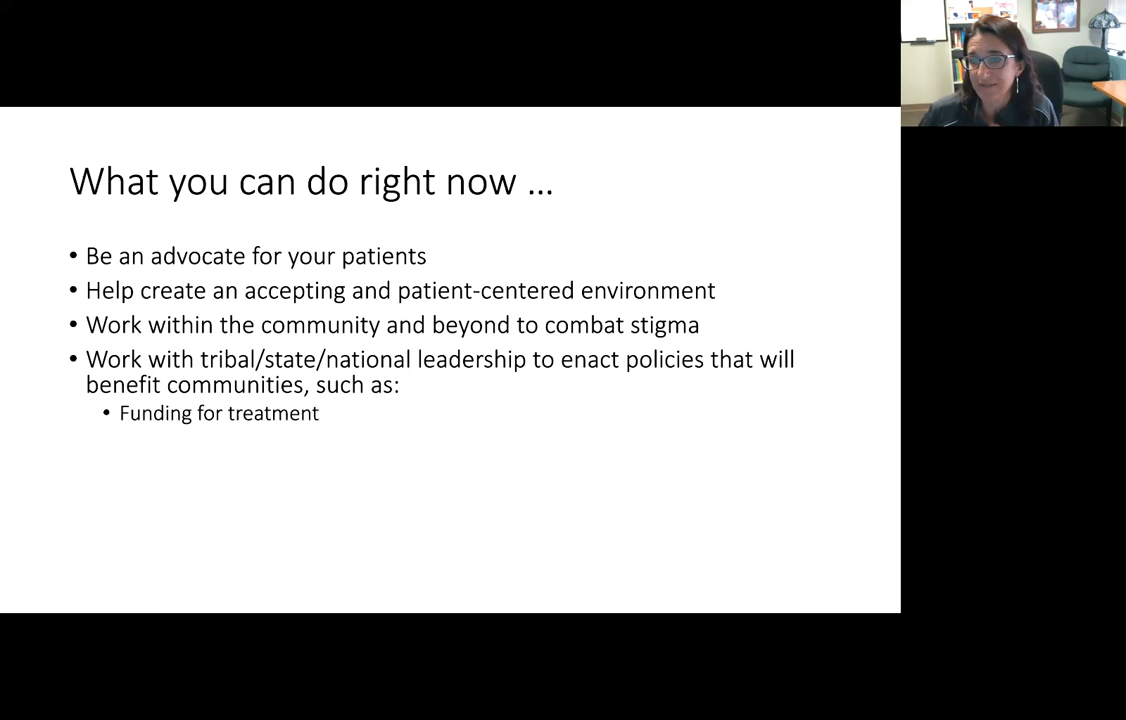 What you can do right now ...
• Be an advocate for your patients
• Help create an accepting and patient-centered environment
• Work within the community and beyond to combat stigma
• Work with tribal/state/national leadership to enact policies that will
benefit communities, such as:
• Funding for treatment